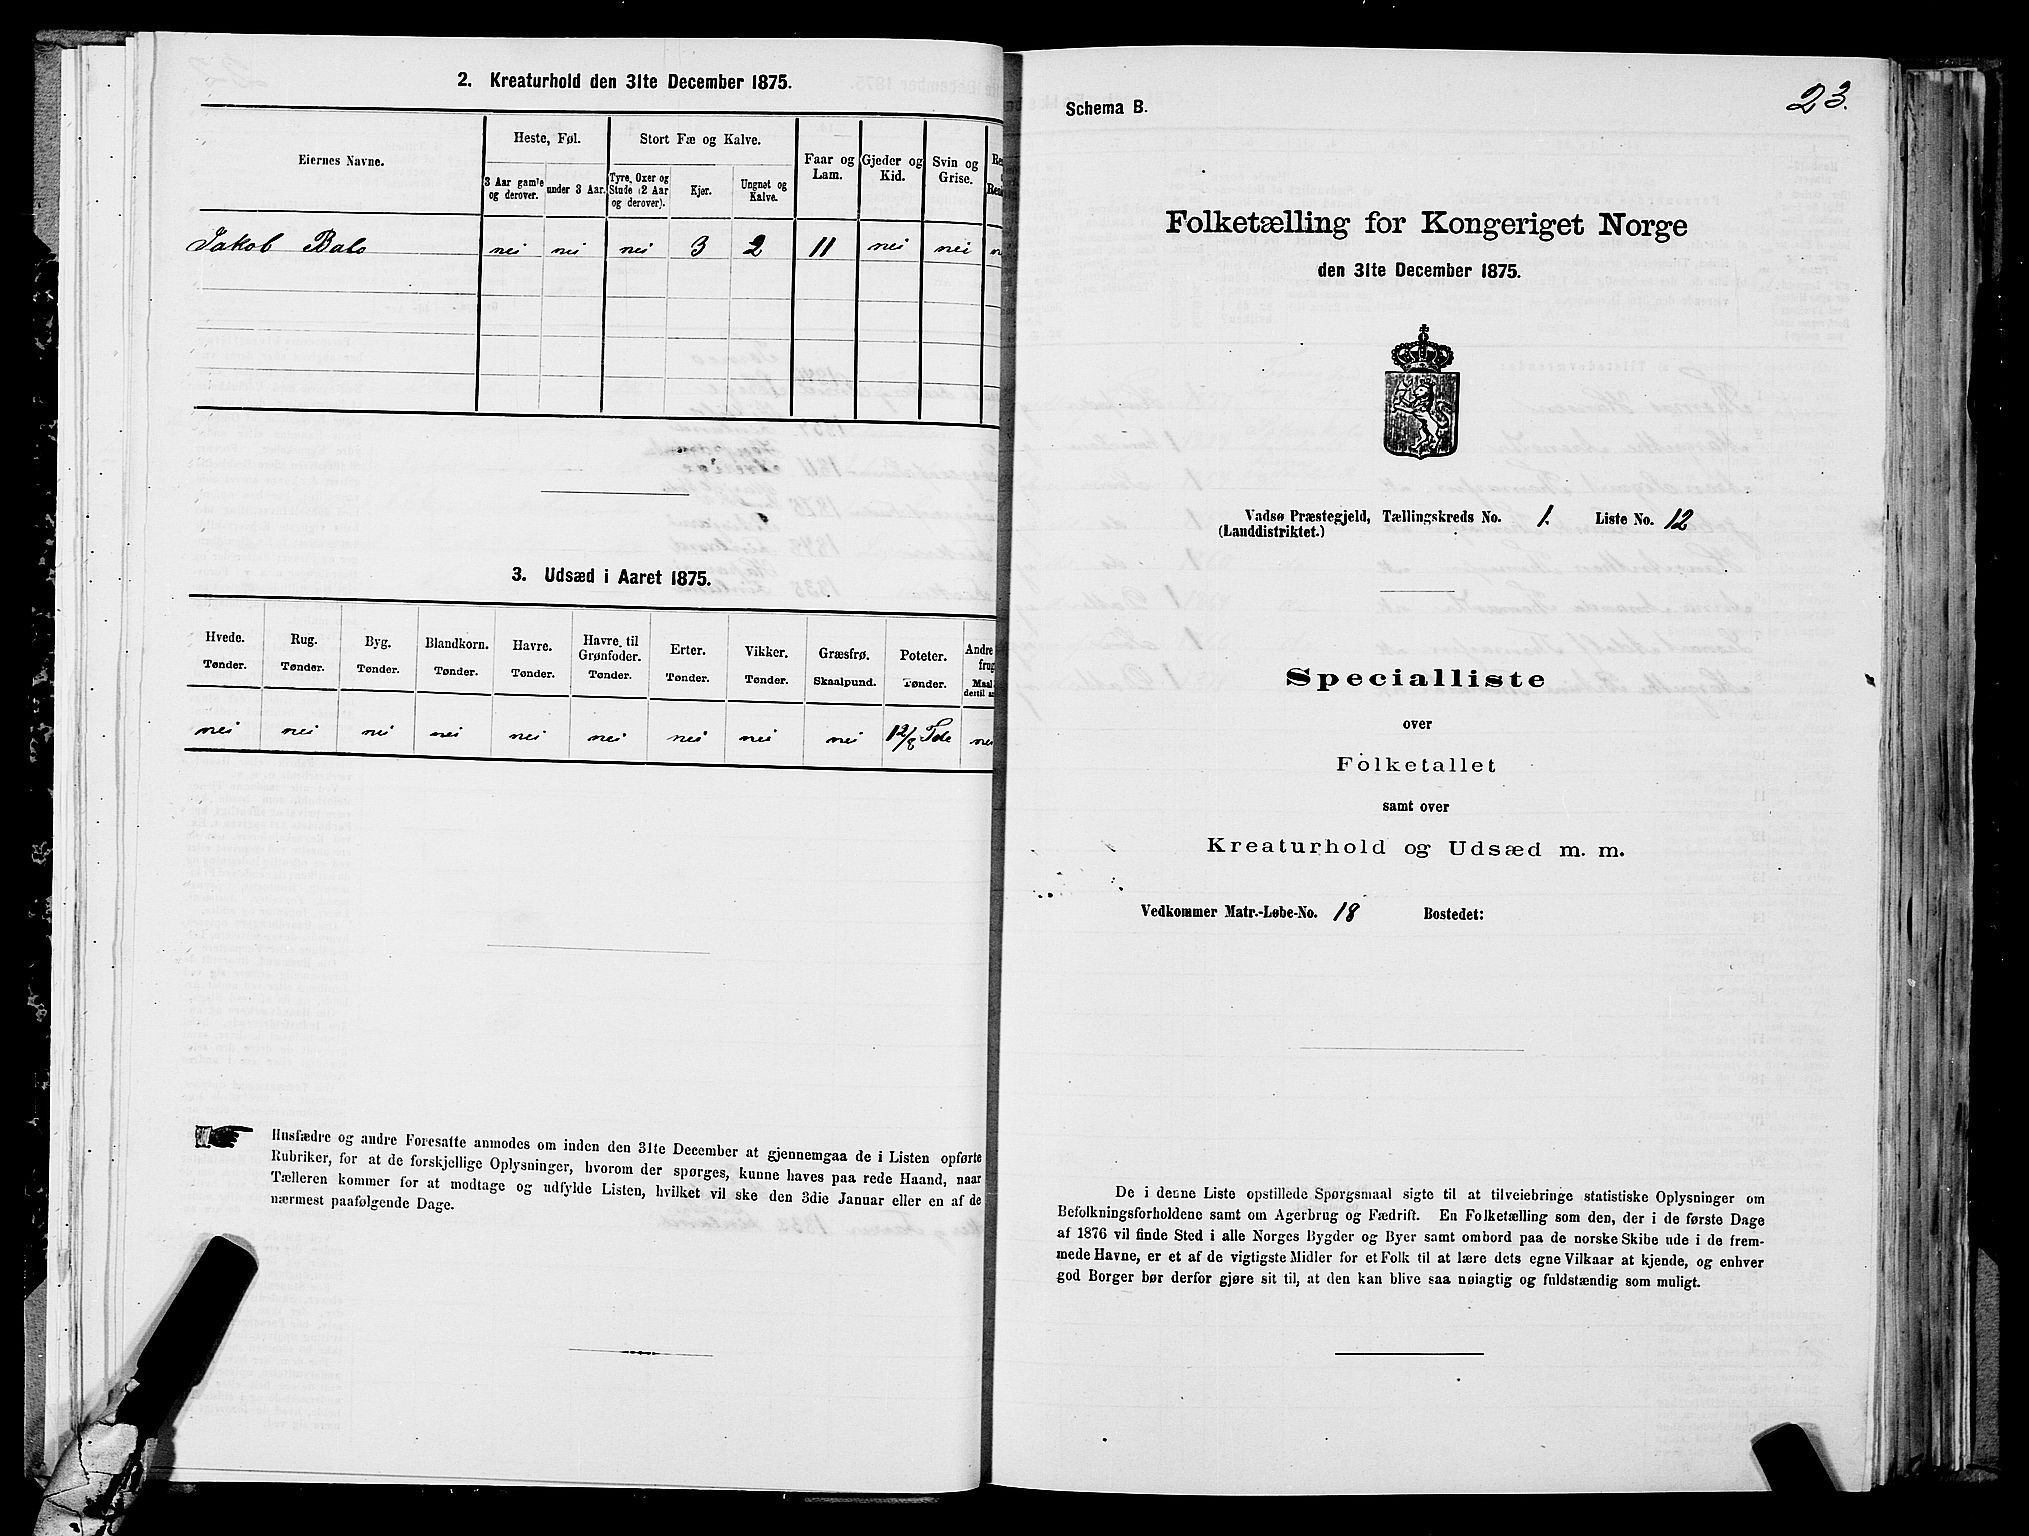 2. Kreaturhold den 31te December 1875.
Eiernes Navne.
Heste, Føl.
Stort Fæ og Kalve.
Faar og Lam.
Gjeder og Kid.
Svin og Grise.
3 Aar gam'e og derover.
under 3 Aar.
Tyre, Oxer og Stude (2 Aar og derover).
Kjør.
Ungnøt og Kalve.
Jakob Balo nei nei nei 3 2 11 nei nei
3. Udsæd i Aaret 1875.
Hvede. Rug. Byg. Blandkorn. Havre. Havre til Grønfoder. Erter. Vikker. Græsfrø. Poteter. Andre
Tønder. Tønder. Tønder. Tønder. Tønder. Tønder. Tønder. Tønder. Skaalpund. Tønder. Maal
nei nei nei nei nei nei nei nei nei 12/8 Tde nei
Husfædre og andre Foresatte anmodes om inden den 31te December at gjennemgaa de i Listen opførte
Rubriker, for at de forskjellige Oplysninger, hvorom der spørges, kunne haves paa rede Haand, naar
Tælleren kommer for at modtage og udfylde Listen, hvilket vil ske den 3die Januar eller en af de
nærmest paafølgende Dage.
23.
Schema B.
Folketælling for Kongeriget Norge
den 31te December 1875.
Vadsø Præstegjeld, Tællingskreds No. 1. Liste No. 12
(Landdistriktet.)
Specialliste
over
Folketallet
samt over
Kreaturhold og Udsæd m. m.
Vedkommer Matr.-Løbe-No. 18 Bostedet:
De i denne Liste opstillede Spørgsmaal sigte til at tilveiebringe statistiske Oplysninger om
Befolkningsforholdene samt om Agerbrug og Fædrift. En Folketælling som den, der i de første Dage
af 1876 vil finde Sted i alle Norges Bygder og Byer samt ombord paa de norske Skibe ude i de frem-
mede Havne, er et af de vigtigste Midler for et Folk til at lære dets egne Vilkaar at kjende, og enhver
god Borger bør derfor gjøre sit til, at den kan blive saa nøiagtig og fuldstændig som muligt.